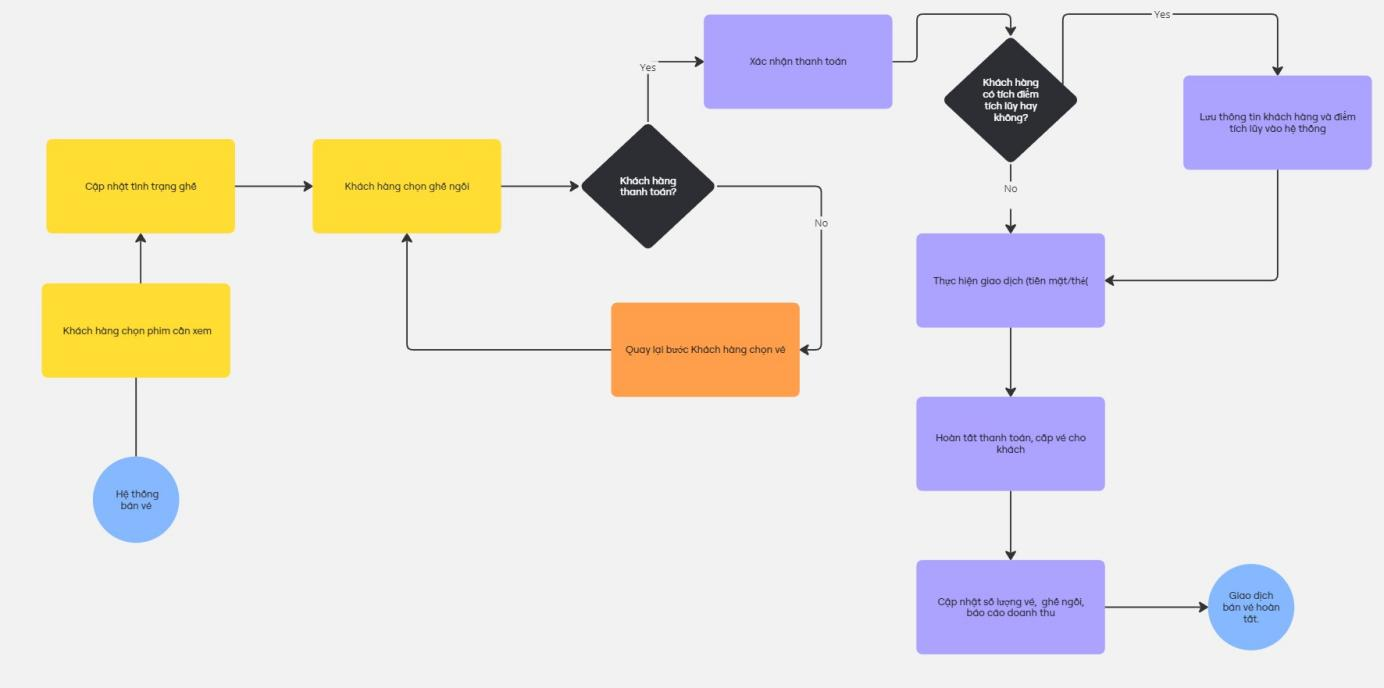 Hệ thống
bán vé
Khách hàng chọn phim cần xem
Cập nhật tình trạng ghế
Khách hàng chọn ghế ngồi
Khách hàng
thanh toán?
Yes
No
Quay lại bước Khách hàng chọn vé
Xác nhận thanh toán
Khách hàng
có tích điểm
tích lũy hay
không?
Yes
Lưu thông tin khách hàng và điểm
tích lũy vào hệ thống
No
Thực hiện giao dịch (tiền mặt/thẻ(
Hoàn tất thanh toán, cấp vé cho
khách
Cập nhật số lượng vé, ghế ngồi,
báo cáo doanh thu
Giao dịch
bán vé hoàn
tất.